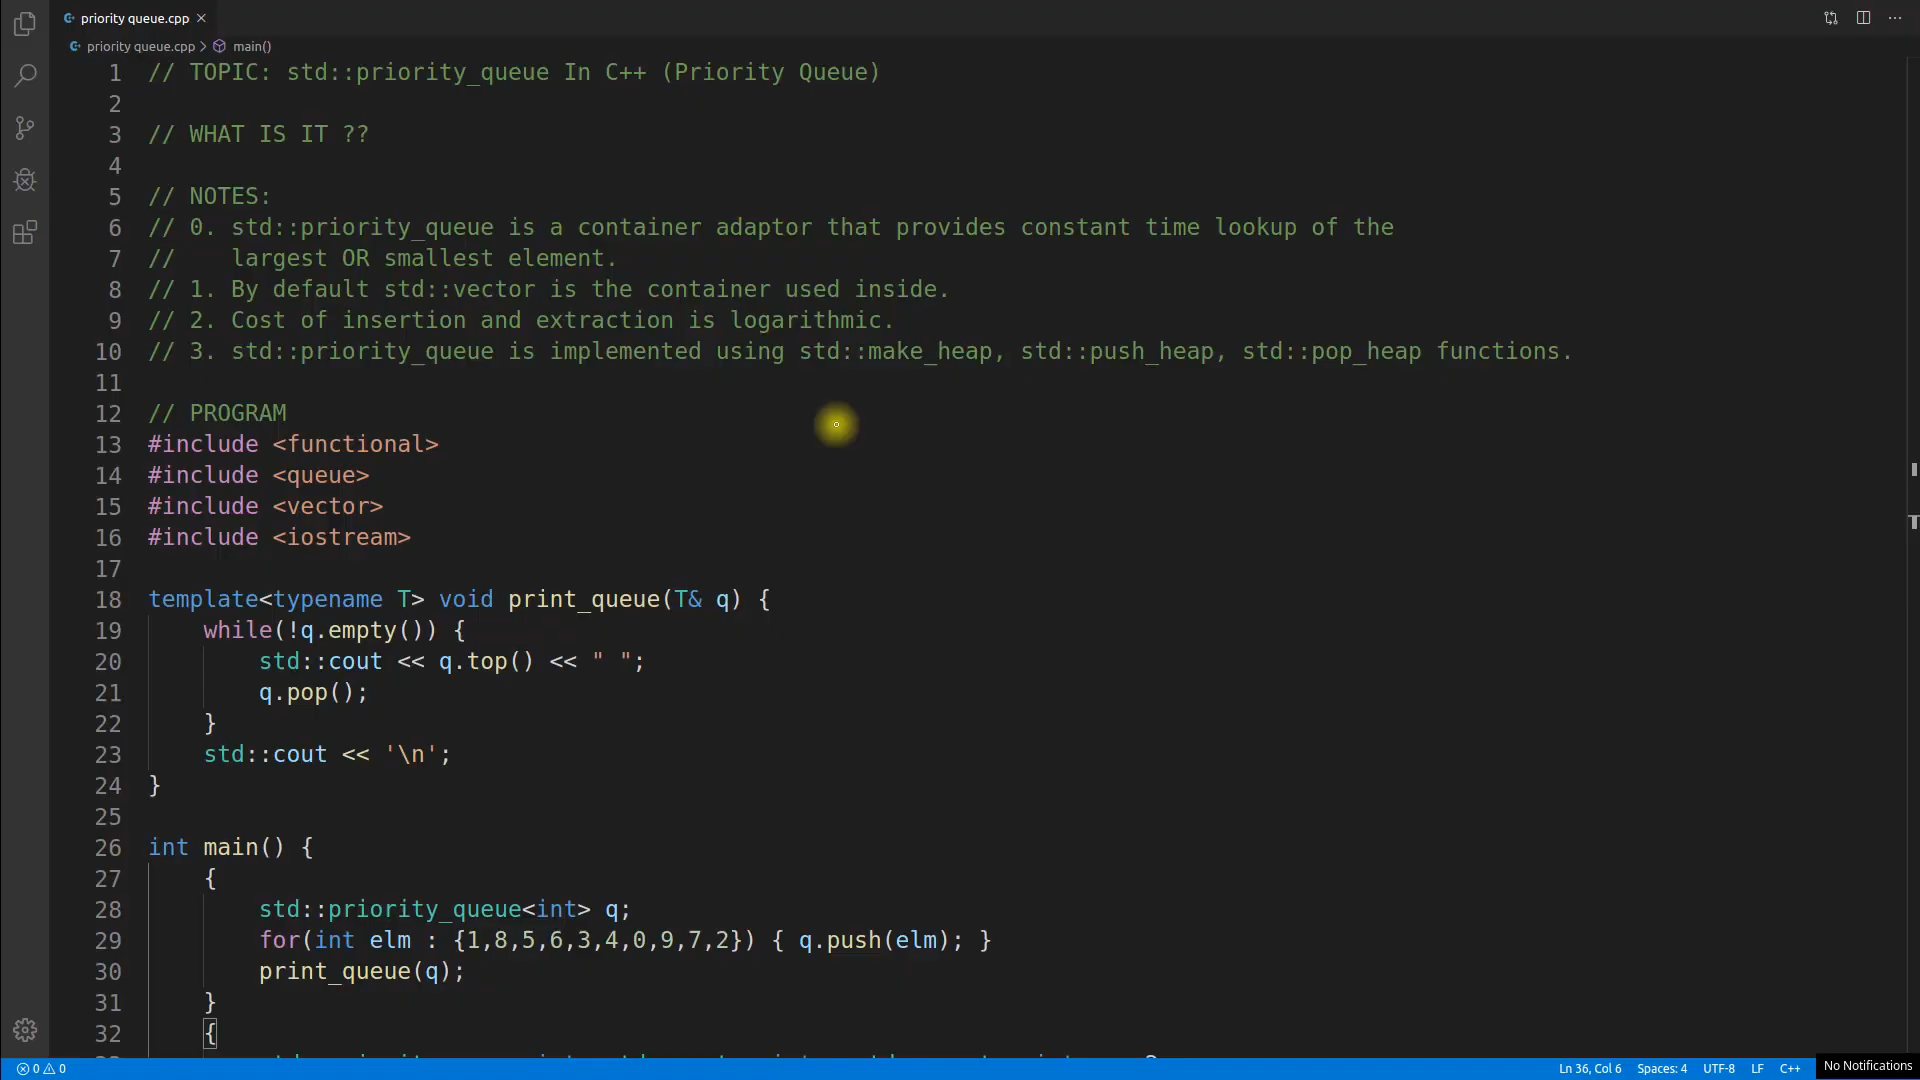 priority queue.cpp
priority queue.cpp > main()
1 // TOPIC: std::priority_queue In C++ (Priority Queue)
2
3 // WHAT IS IT ??
4
5 // NOTES:
6 // 0. std::priority_queue is a container adaptor that provides constant time lookup of the
7 //    largest OR smallest element.
8 // 1. By default std::vector is the container used inside.
9 // 2. Cost of insertion and extraction is logarithmic.
10 // 3. std::priority_queue is implemented using std::make_heap, std::push_heap, std::pop_heap functions.
11
12 // PROGRAM
13 #include <functional>
14 #include <queue>
15 #include <vector>
16 #include <iostream>
17
18 template<typename T> void print_queue(T& q) {
19     while(!q.empty()) {
20         std::cout << q.top() << " ";
21         q.pop();
22     }
23     std::cout << '\n';
24 }
25
26 int main() {
27     {
28         std::priority_queue<int> q;
29         for(int elm : {1,8,5,6,3,4,0,9,7,2}) { q.push(elm); }
30         print_queue(q);
31     }
32     {
0 0 Ln 36, Col 6 Spaces: 4 UTF-8 LF C++ No Notifications